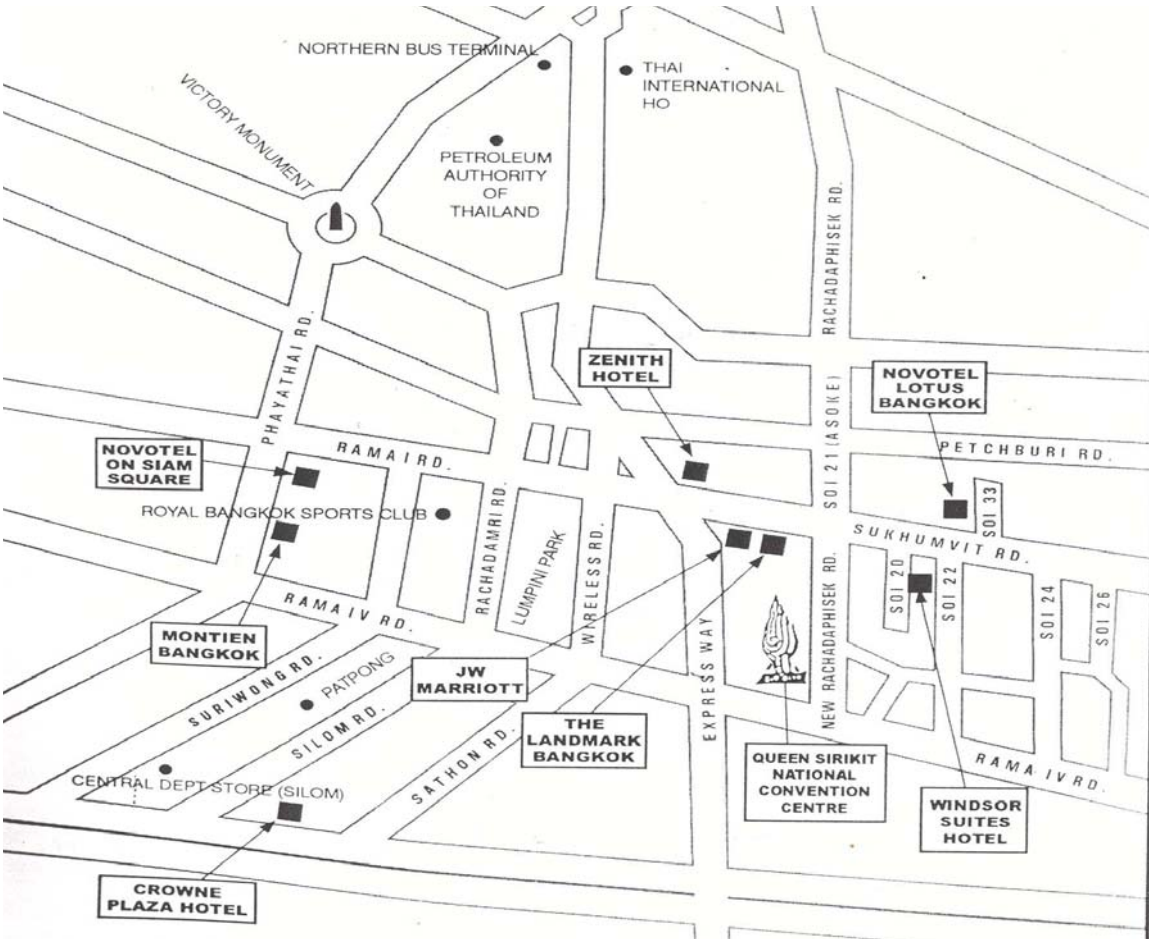 NORTHERN BUS TERMINAL
THAI
INTERNATIONAL
HO
VICTORY MONUMENT
PETROLEUM
AUTHORITY
OF
THAILAND
RACHADAPHISEK RD.
PHAYATHAI RD.
ZENITH
HOTEL
NOVOTEL
LOTUS
BANGKOK
SOI 21 (ASOKE)
PETCHBURI RD.
NOVOTEL
ON SIAM
SQUARE
RAMA I RD.
ROYAL BANGKOK SPORTS CLUB
RACHADAMRI RD.
LUMPINI PARK
WIRELESS RD.
SOI 33
SUKHUMVIT RD.
SOI 20
SOI 22
SOI 24
SOI 26
RAMA IV RD.
MONTIEN
BANGKOK
JW
MARRIOTT
THE
LANDMARK
BANGKOK
EXPRESS WAY
NEW RACHADAPHISEK RD.
SURIWONG RD.
PATPONG
SILOM RD.
SATHON RD.
CENTRAL DEPT STORE (SILOM)
QUEEN SIRIKIT
NATIONAL
CONVENTION
CENTRE
RAMA IV RD.
WINDSOR
SUITES
HOTEL
CROWNE
PLAZA HOTEL